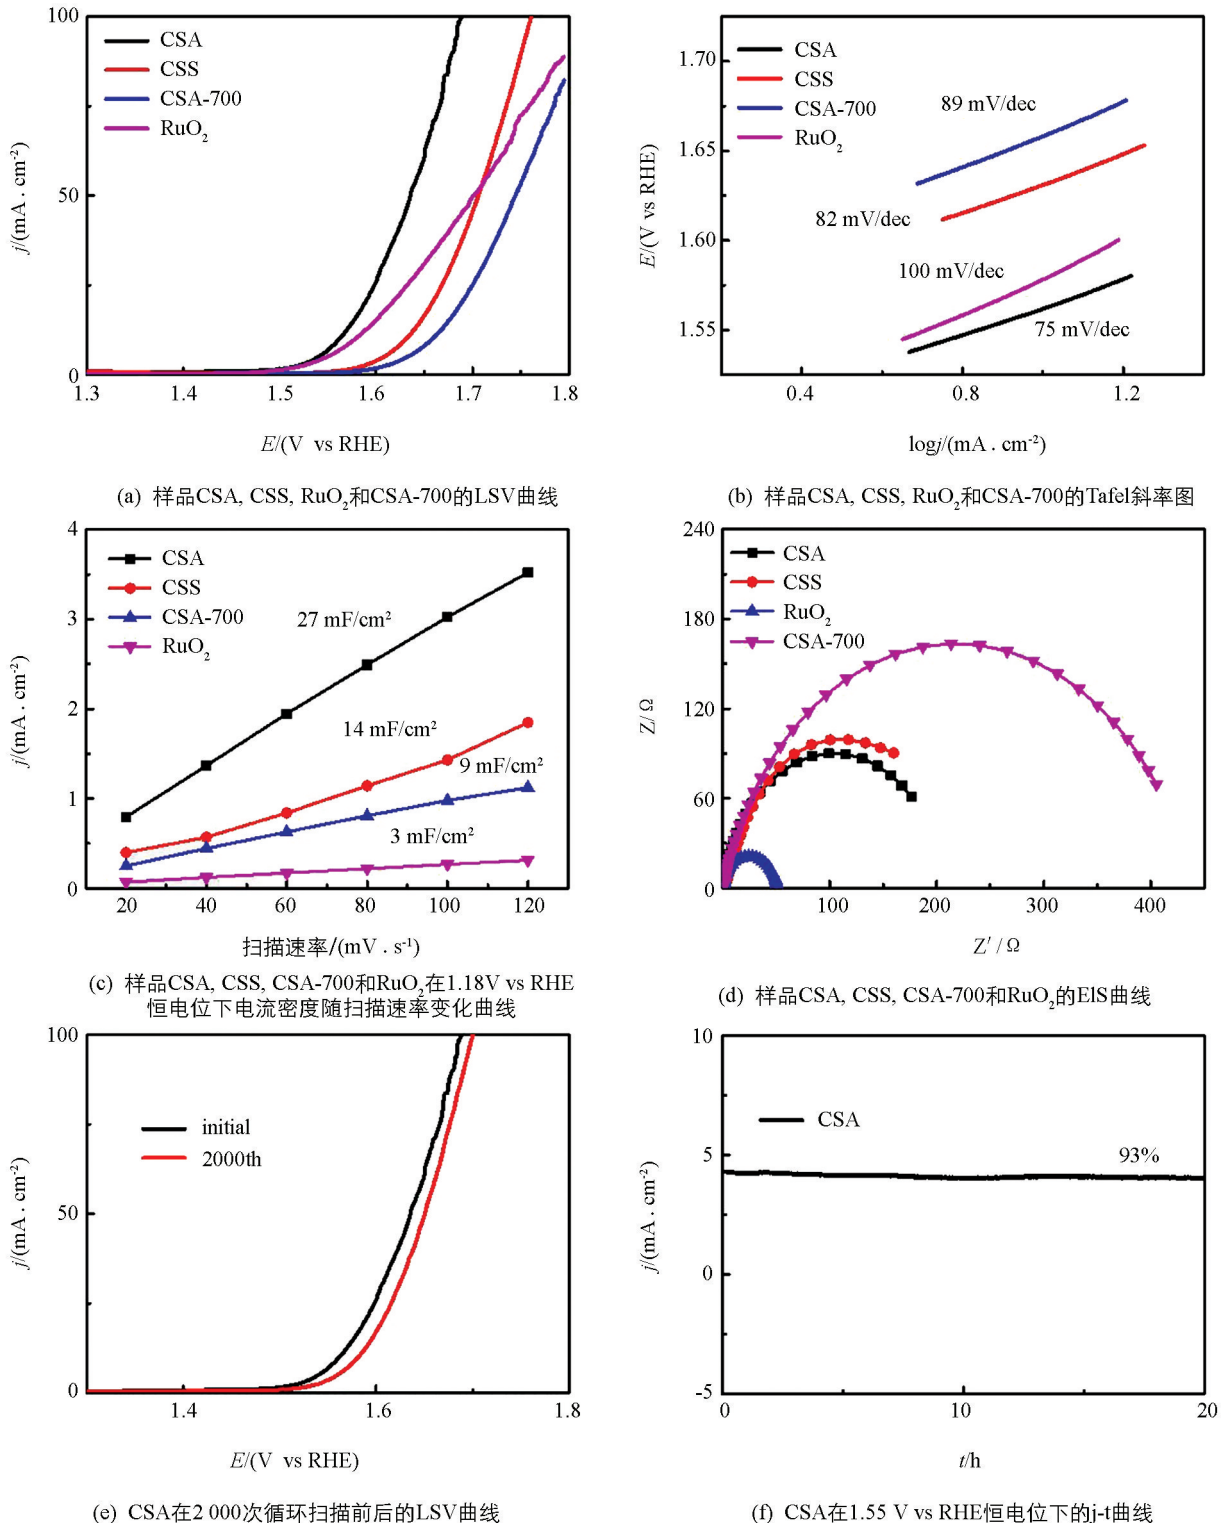 100
50
0
CSA
CSS
CSA-700
RuO₂
j/(mA . cm⁻²)
1.3 1.4 1.5 1.6 1.7 1.8
E/(V vs RHE)
(a) 样品CSA, CSS, RuO₂和CSA-700的LSV曲线
1.70
1.65
1.60
1.55
CSA
CSS
CSA-700
RuO₂
89 mV/dec
82 mV/dec
100 mV/dec
75 mV/dec
E/(V vs RHE)
0.4 0.8 1.2
logj/(mA . cm⁻²)
(b) 样品CSA, CSS, RuO₂和CSA-700的Tafel斜率图
4
3
2
1
0
CSA
CSS
CSA-700
RuO₂
27 mF/cm²
14 mF/cm²
9 mF/cm²
3 mF/cm²
j/(mA . cm⁻²)
20 40 60 80 100 120
扫描速率/(mV . s⁻¹)
(c) 样品CSA, CSS, CSA-700和RuO₂在1.18V vs RHE
恒电位下电流密度随扫描速率变化曲线
240
180
120
60
0
CSA
CSS
RuO₂
CSA-700
Z/Ω
100 200 300 400
Z′/Ω
(d) 样品CSA, CSS, CSA-700和RuO₂的EIS曲线
100
50
0
initial
2000th
j/(mA . cm⁻²)
1.4 1.6 1.8
E/(V vs RHE)
(e) CSA在2 000次循环扫描前后的LSV曲线
10
5
0
-5
CSA
93%
j/(mA . cm⁻²)
0 10 20
t/h
(f) CSA在1.55 V vs RHE恒电位下的j-t曲线